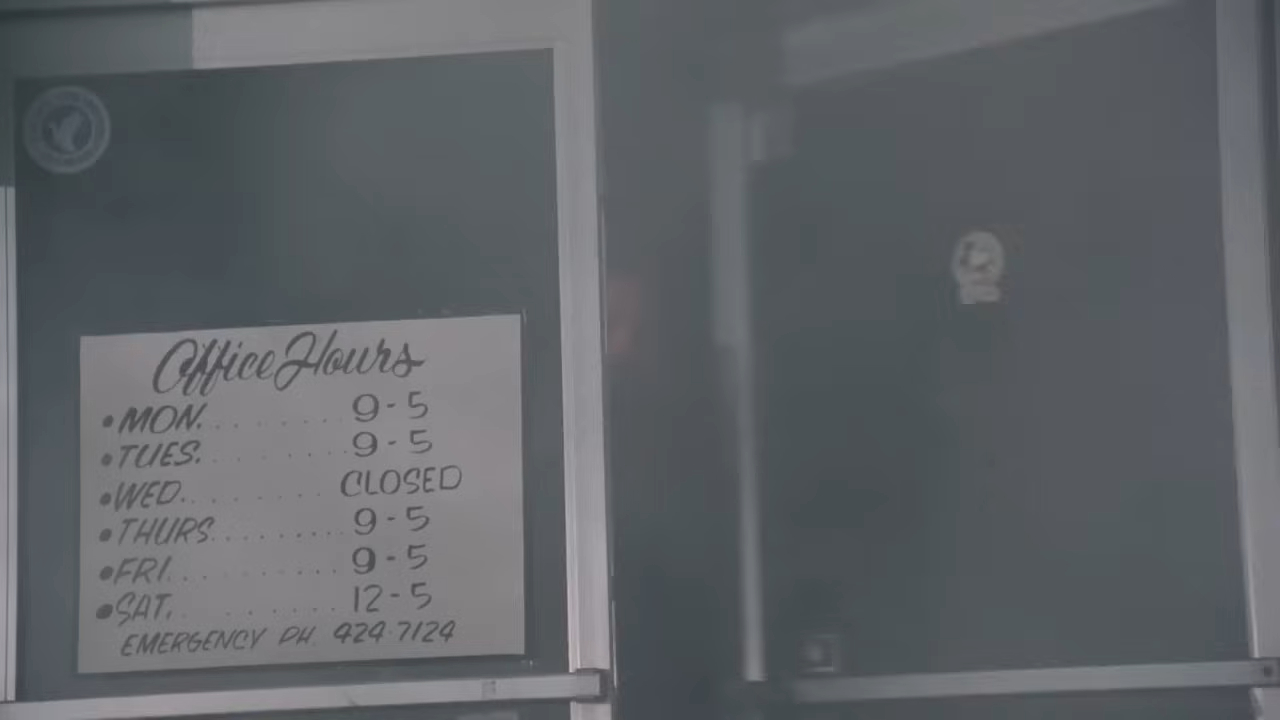 Office Hours
• MON. . . . . . . . 9-5
• TUES. . . . . . . . 9-5
• WED. . . . . . . . CLOSED
• THURS. . . . . . . . 9-5
• FRI. . . . . . . . . 9-5
• SAT. . . . . . . . 12-5
EMERGENCY PH. 424-7124